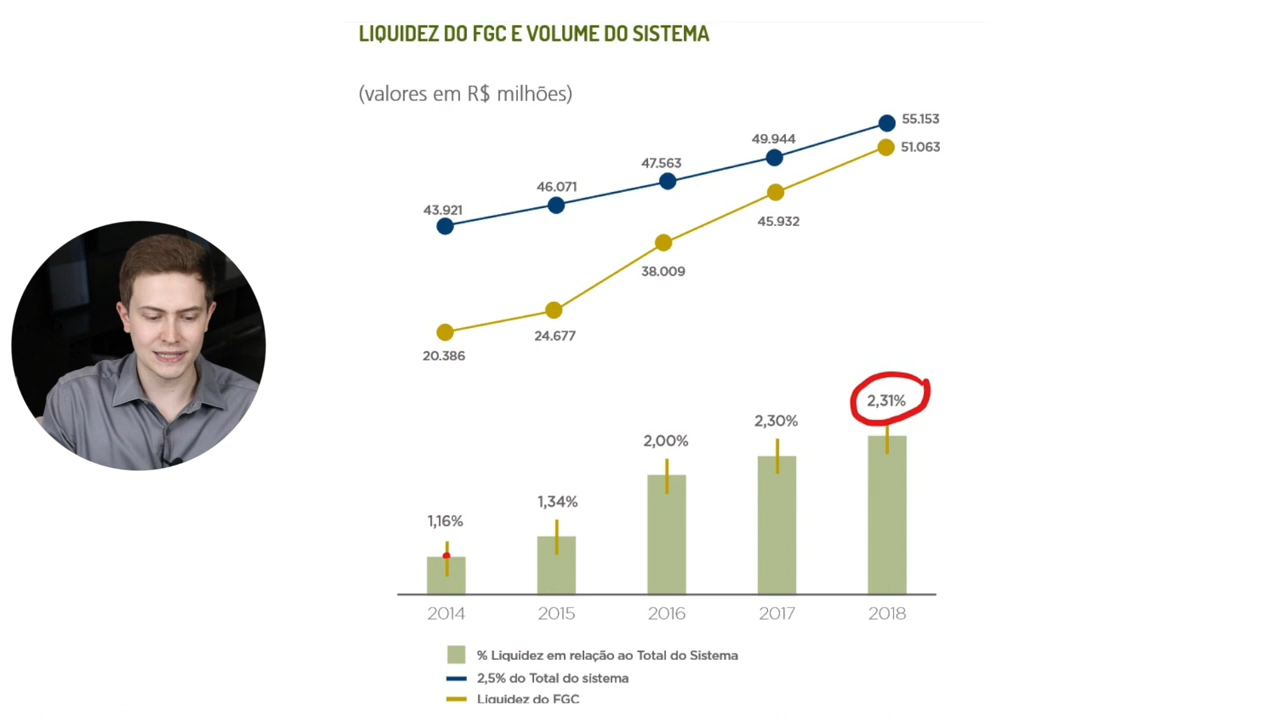 LIQUIDEZ DO FGC E VOLUME DO SISTEMA
(valores em R$ milhões)
55.153
51.063
49.944
47.563
46.071
43.921
45.932
38.009
24.677
20.386
2,31%
2,30%
2,00%
1,34%
1,16%
2014 2015 2016 2017 2018
% Liquidez em relação ao Total do Sistema
2,5% do Total do sistema
Liquidez do FGC